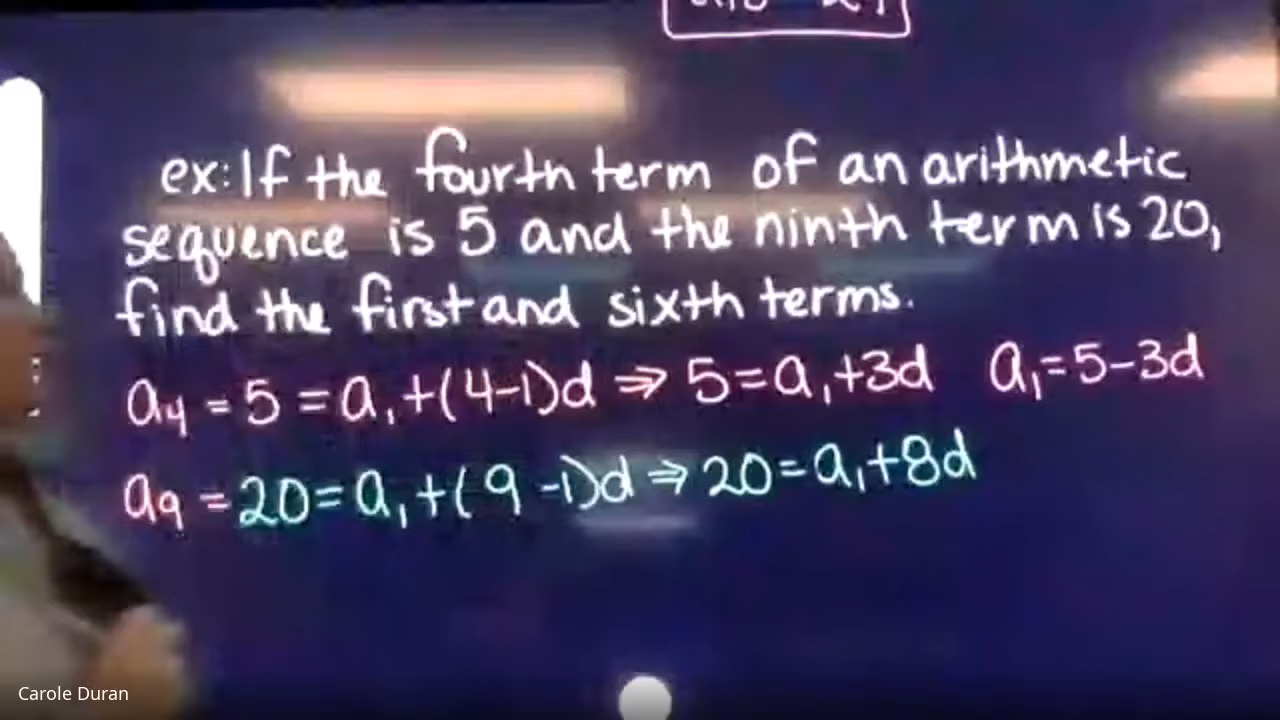 ex: If the fourth term of an arithmetic
sequence is 5 and the ninth term is 20,
find the first and sixth terms.
a₄ = 5 = a₁+(4-1)d ⇒ 5=a₁+3d a₁=5-3d
a₉ = 20= a₁+(9-1)d ⇒ 20=a₁+8d
Carole Duran